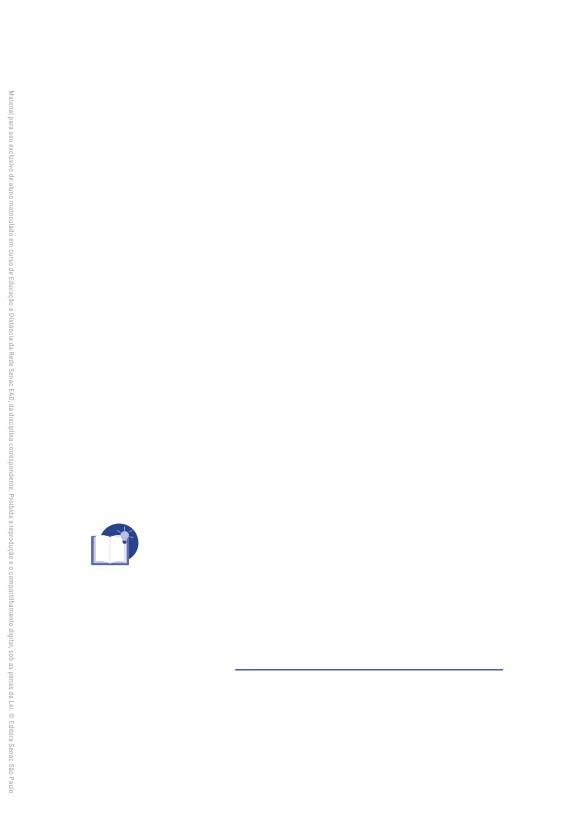 Material para uso exclusivo de aluno matriculado em curso de Educação a Distância da Rede Senac EAD, da disciplina correspondente. Proibida a reprodução e o compartilhamento digital, sob as penas da Lei. © Editora Senac São Paulo.